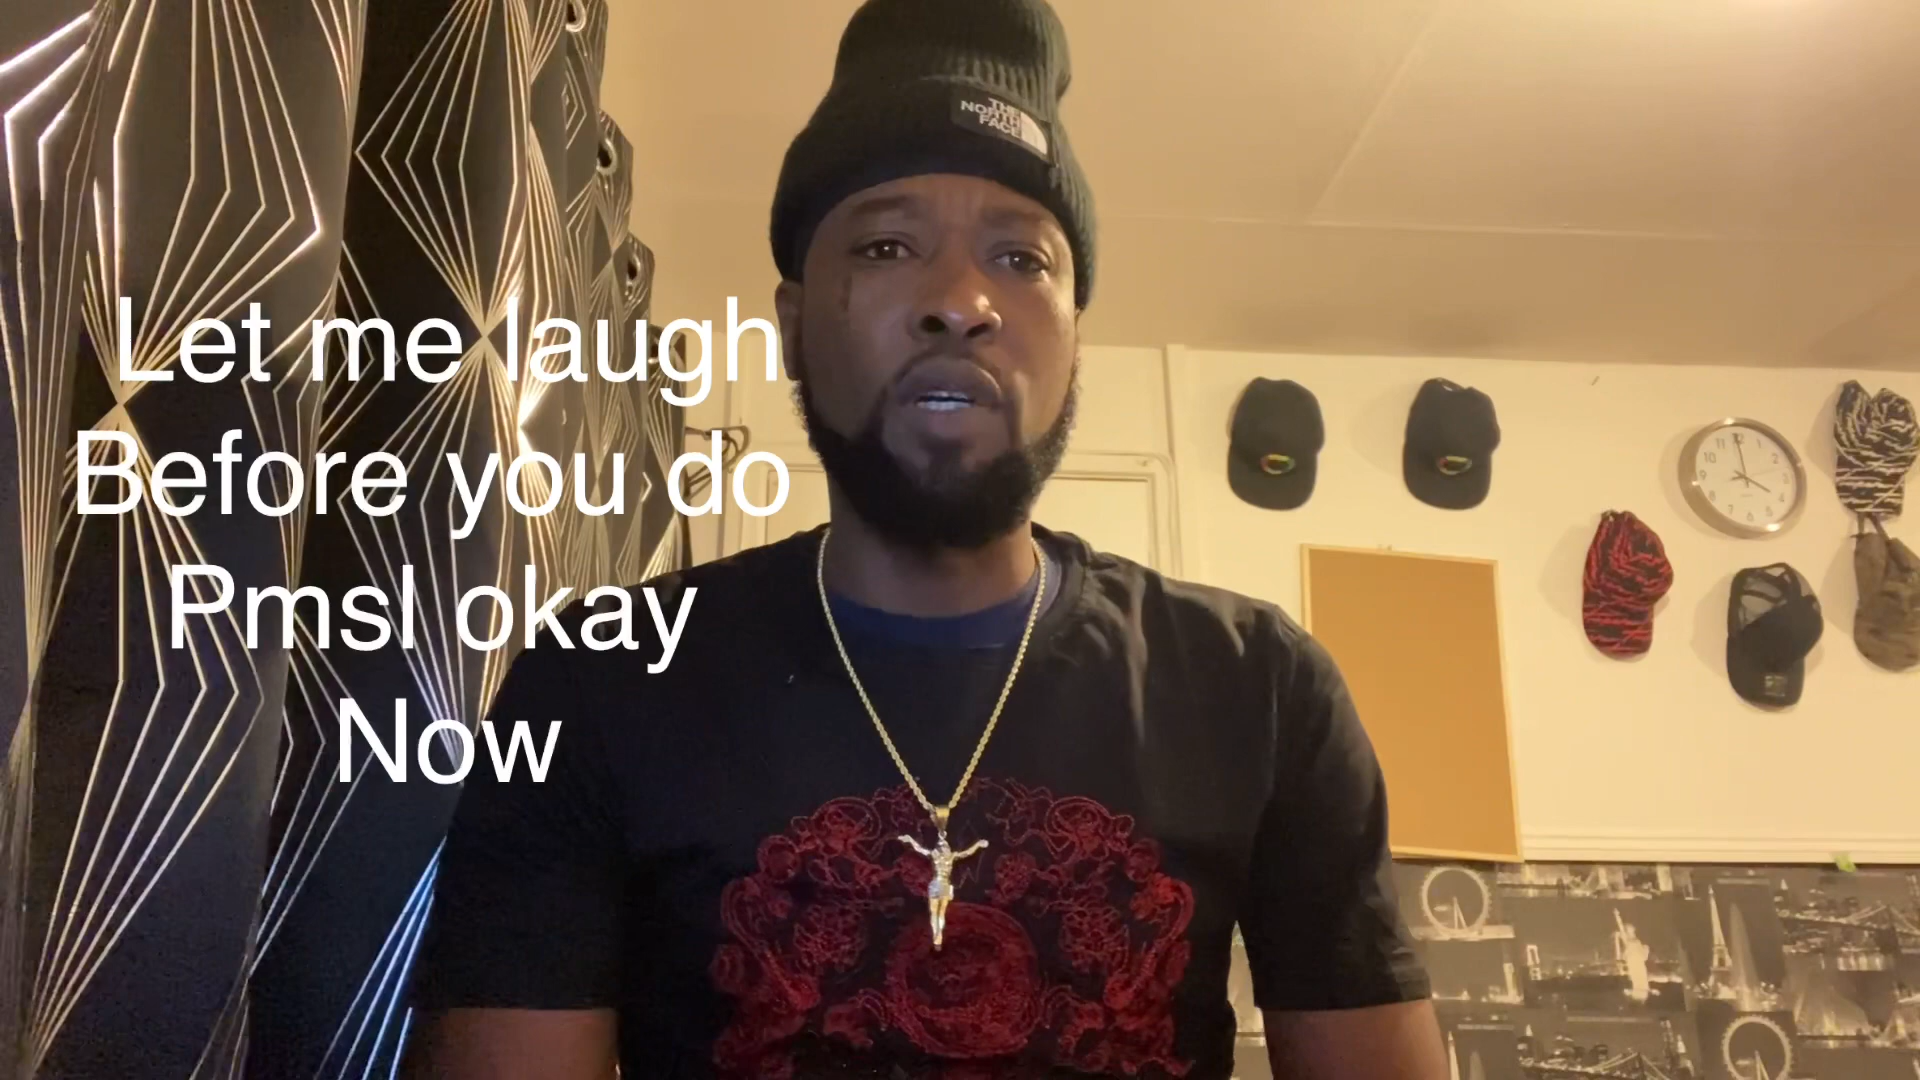 THE
NORTH
FACE
Let me laugh
Before you do
Pmsl okay
Now